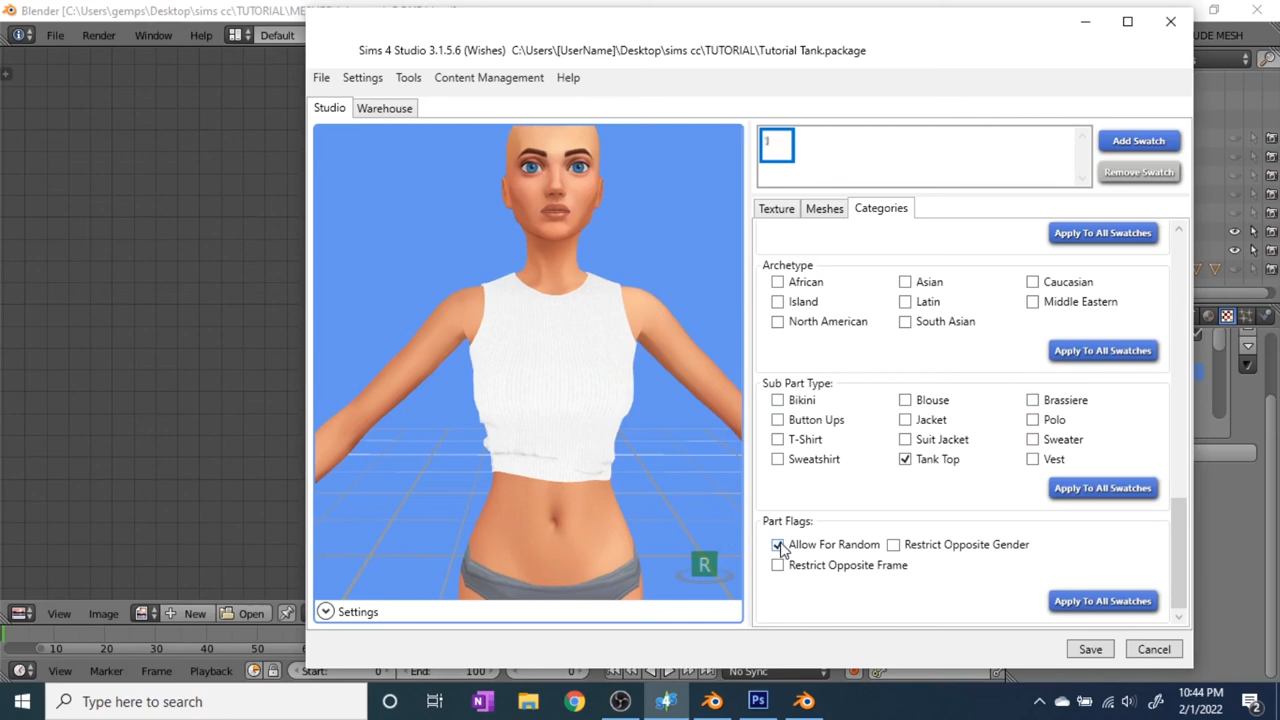 Blender [C:\Users\gemps\Desktop\sims cc\TUTORIAL\
File Render Window Help Default
Sims 4 Studio 3.1.5.6 (Wishes) C:\Users\[UserName]\Desktop\sims cc\TUTORIAL\Tutorial Tank.package
UDE MESH
File Settings Tools Content Management Help
Studio Warehouse
1
Add Swatch
Remove Swatch
Texture Meshes Categories
Apply To All Swatches
Archetype
African Asian Caucasian
Island Latin Middle Eastern
North American South Asian
Apply To All Swatches
Sub Part Type:
Bikini Blouse Brassiere
Button Ups Jacket Polo
T-Shirt Suit Jacket Sweater
Sweatshirt Tank Top Vest
Apply To All Swatches
Part Flags:
Allow For Random Restrict Opposite Gender
Restrict Opposite Frame
Apply To All Swatches
R
Settings
Save Cancel
View Image New Open
10 20 30 40 50
View Marker Frame Playback Start: 0 End: 100 0 No Sync
Type here to search
10:44 PM
2/1/2022
2